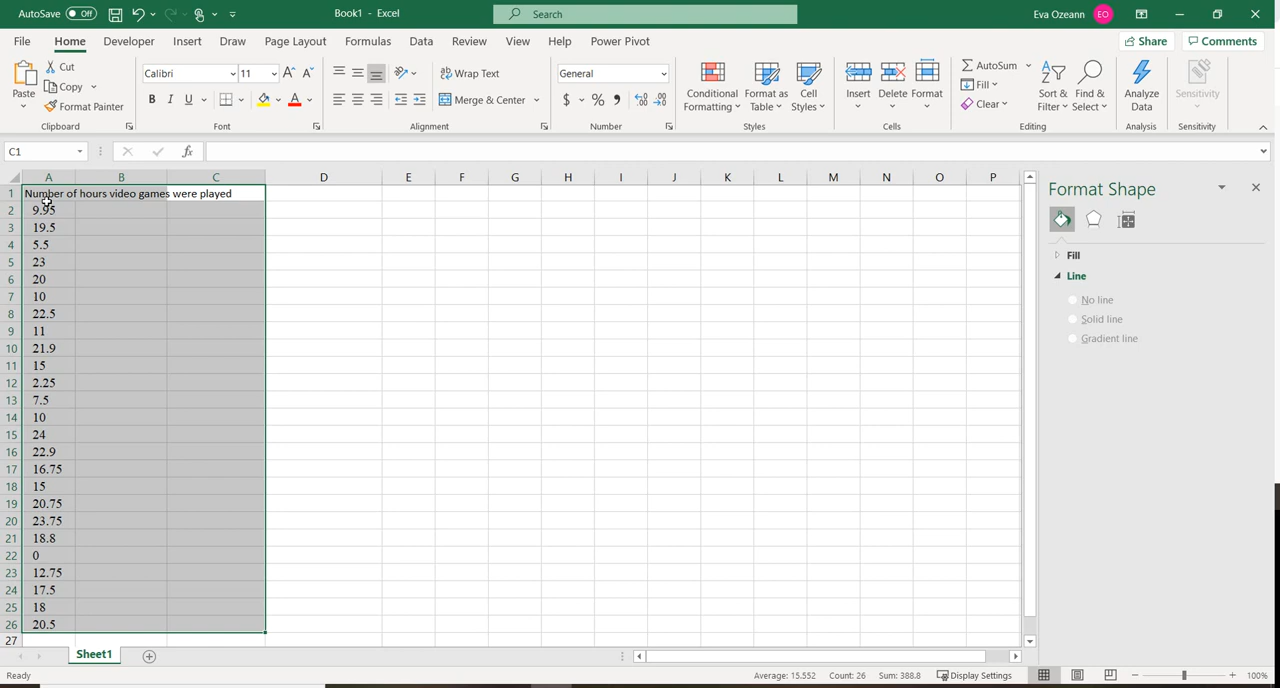 AutoSave Off Book1 - Excel Search Eva Ozeann EO
File Home Developer Insert Draw Page Layout Formulas Data Review View Help Power Pivot Share Comments
Paste Cut Copy Format Painter Clipboard
Calibri 11 B I U A Font
Wrap Text Merge & Center Alignment
General $ % Number
Conditional Formatting Format as Table Cell Styles Styles
Insert Delete Format Cells
AutoSum Fill Clear Sort & Filter Find & Select Editing
Analyze Data Analysis
Sensitivity Sensitivity
C1 fx
A B C D E F G H I J K L M N O P
1 Number of hours video games were played
2 9.95
3 19.5
4 5.5
5 23
6 20
7 10
8 22.5
9 11
10 21.9
11 15
12 2.25
13 7.5
14 10
15 24
16 22.9
17 16.75
18 15
19 20.75
20 23.75
21 18.8
22 0
23 12.75
24 17.5
25 18
26 20.5
27
Format Shape
Fill
Line
No line
Solid line
Gradient line
Sheet1
Ready Average: 15.552 Count: 26 Sum: 388.8 Display Settings 100%